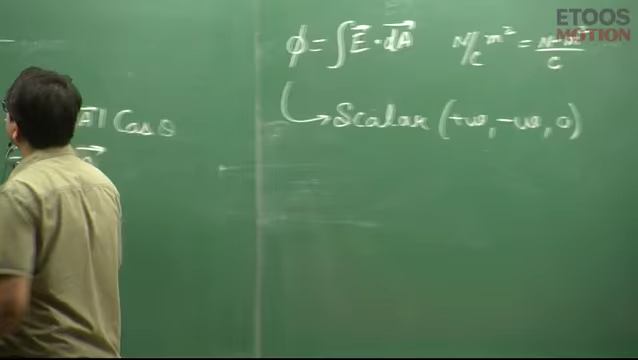 ETOOS
MOTION
ϕ = ∫ E⃗ · dA⃗ N/C m² = N-m²/C
→ Scalar (+ve, -ve, 0)
A⃗| Cos θ